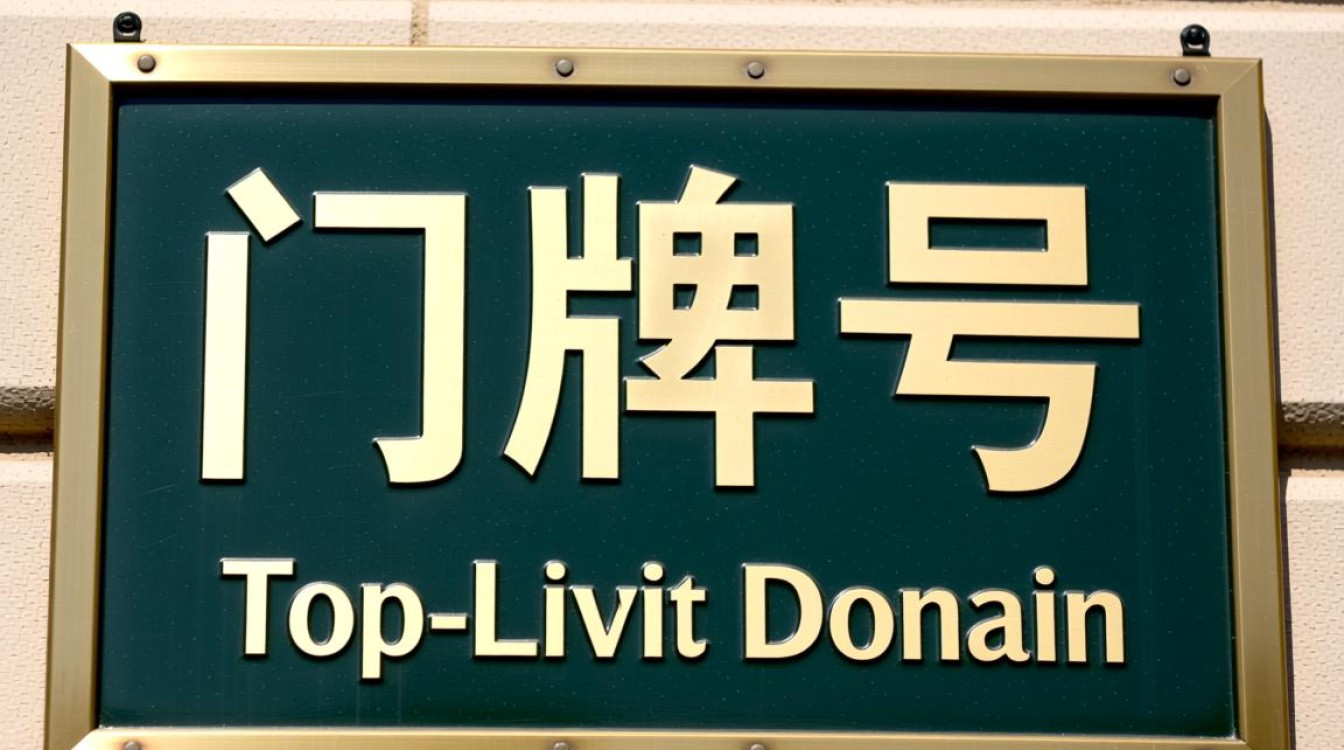 门牌号
Top-Livit Donain